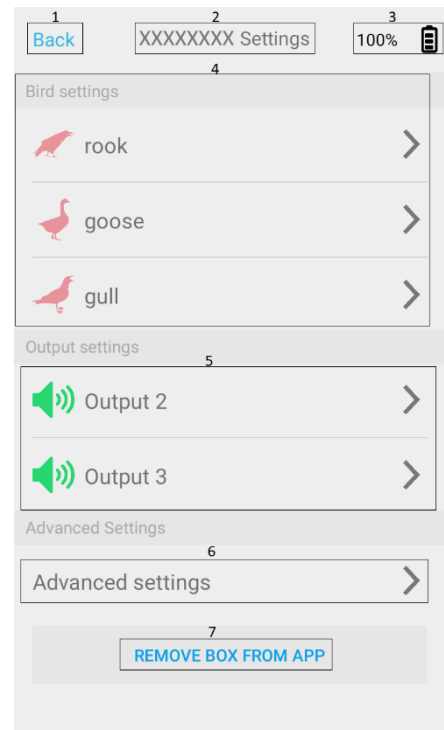 1 2 3
Back XXXXXXXX Settings 100%
4
Bird settings
rook
goose
gull
Output settings
5
Output 2
Output 3
Advanced Settings
6
Advanced settings
7
REMOVE BOX FROM APP